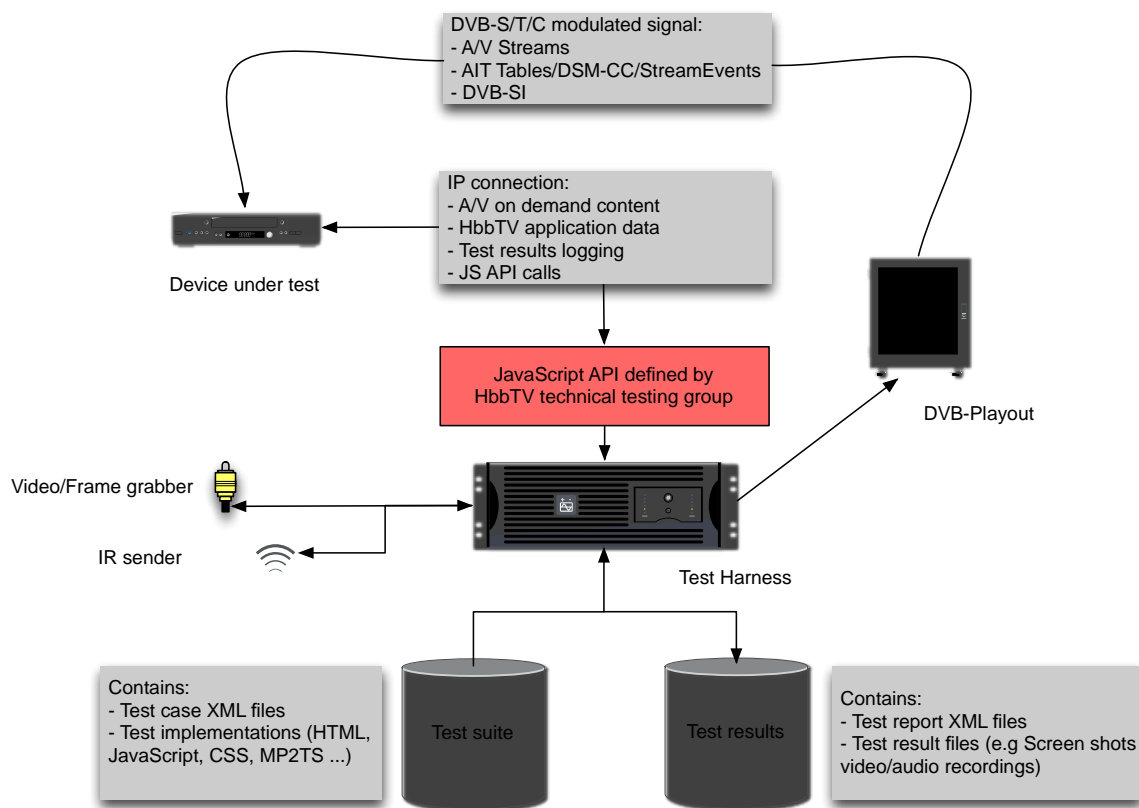 DVB-S/T/C modulated signal:
- A/V Streams
- AIT Tables/DSM-CC/StreamEvents
- DVB-SI
IP connection:
- A/V on demand content
- HbbTV application data
- Test results logging
- JS API calls
Device under test
JavaScript API defined by
HbbTV technical testing group
DVB-Playout
Video/Frame grabber
IR sender
Test Harness
Contains:
- Test case XML files
- Test implementations (HTML,
JavaScript, CSS, MP2TS ...)
Test suite
Test results
Contains:
- Test report XML files
- Test result files (e.g Screen shots
video/audio recordings)